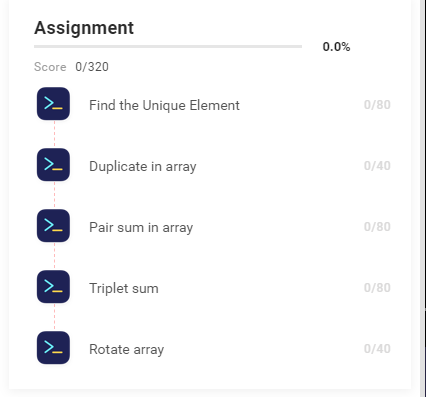 Assignment
0.0%
Score 0/320
Find the Unique Element 0/80
Duplicate in array 0/40
Pair sum in array 0/80
Triplet sum 0/80
Rotate array 0/40